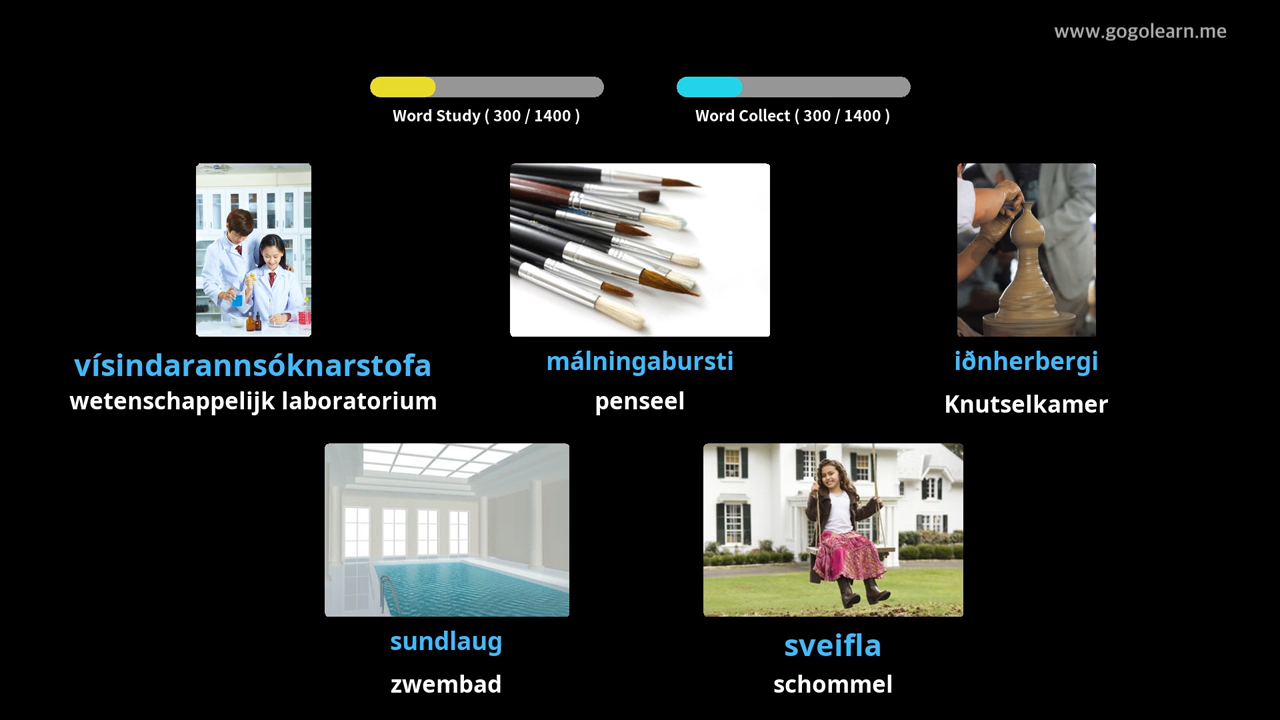 www.gogolearn.me
Word Study ( 300 / 1400 )
Word Collect ( 300 / 1400 )
vísindarannsóknarstofa
wetenschappelijk laboratorium
málningabursti
penseel
iðnherbergi
Knutselkamer
sundlaug
zwembad
sveifla
schommel